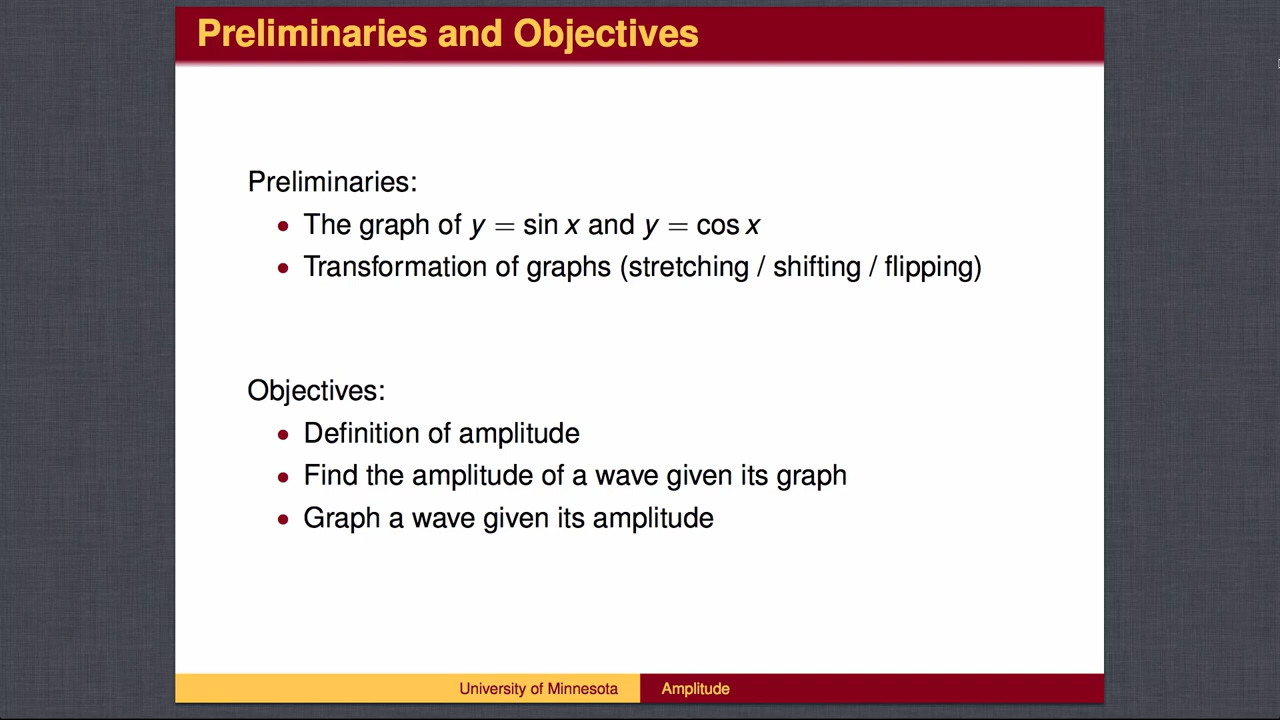 Preliminaries and Objectives
Preliminaries:
• The graph of y = sin x and y = cos x
• Transformation of graphs (stretching / shifting / flipping)
Objectives:
• Definition of amplitude
• Find the amplitude of a wave given its graph
• Graph a wave given its amplitude
University of Minnesota Amplitude